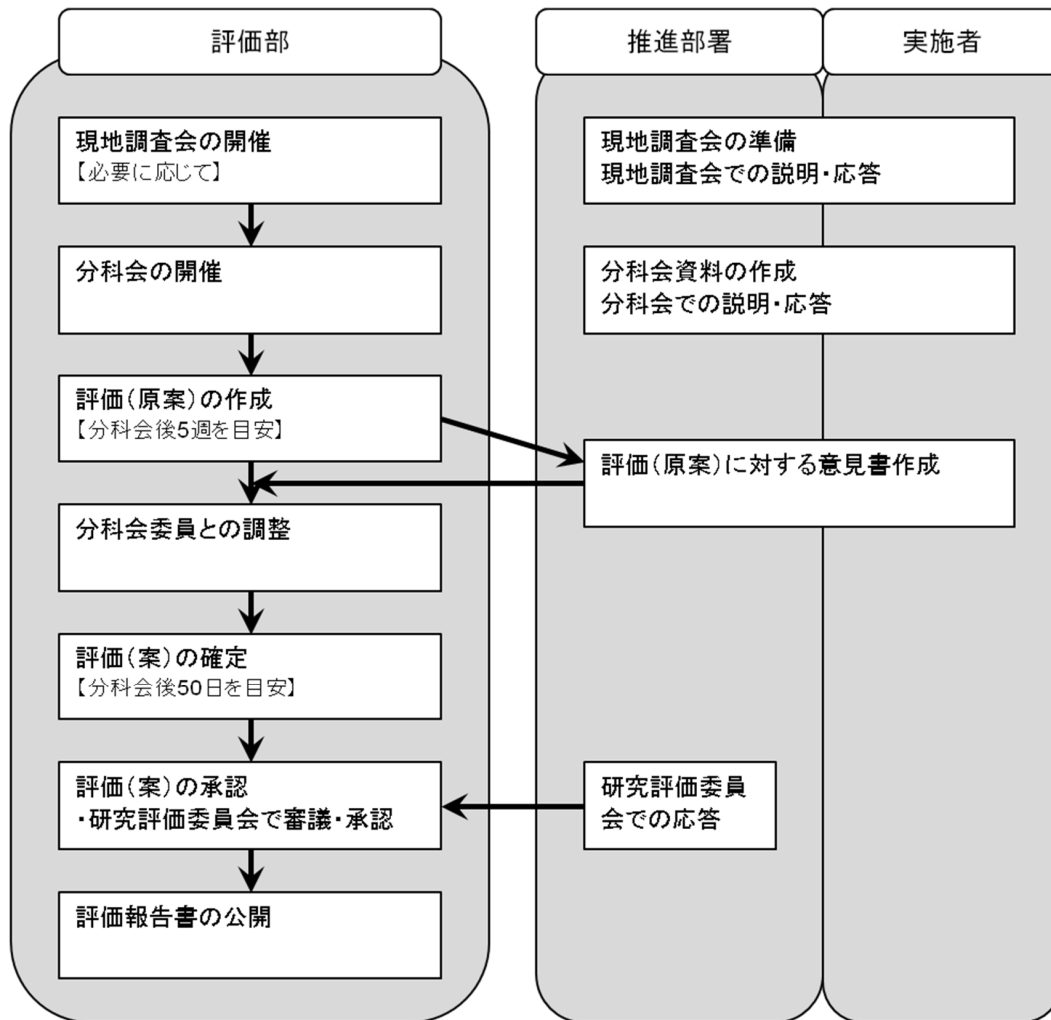 評価部
推進部署
実施者
現地調査会の開催
【必要に応じて】
現地調査会の準備
現地調査会での説明・応答
分科会の開催
分科会資料の作成
分科会での説明・応答
評価(原案)の作成
【分科会後5週を目安】
評価(原案)に対する意見書作成
分科会委員との調整
評価(案)の確定
【分科会後50日を目安】
評価(案)の承認
・研究評価委員会で審議・承認
研究評価委員
会での応答
評価報告書の公開